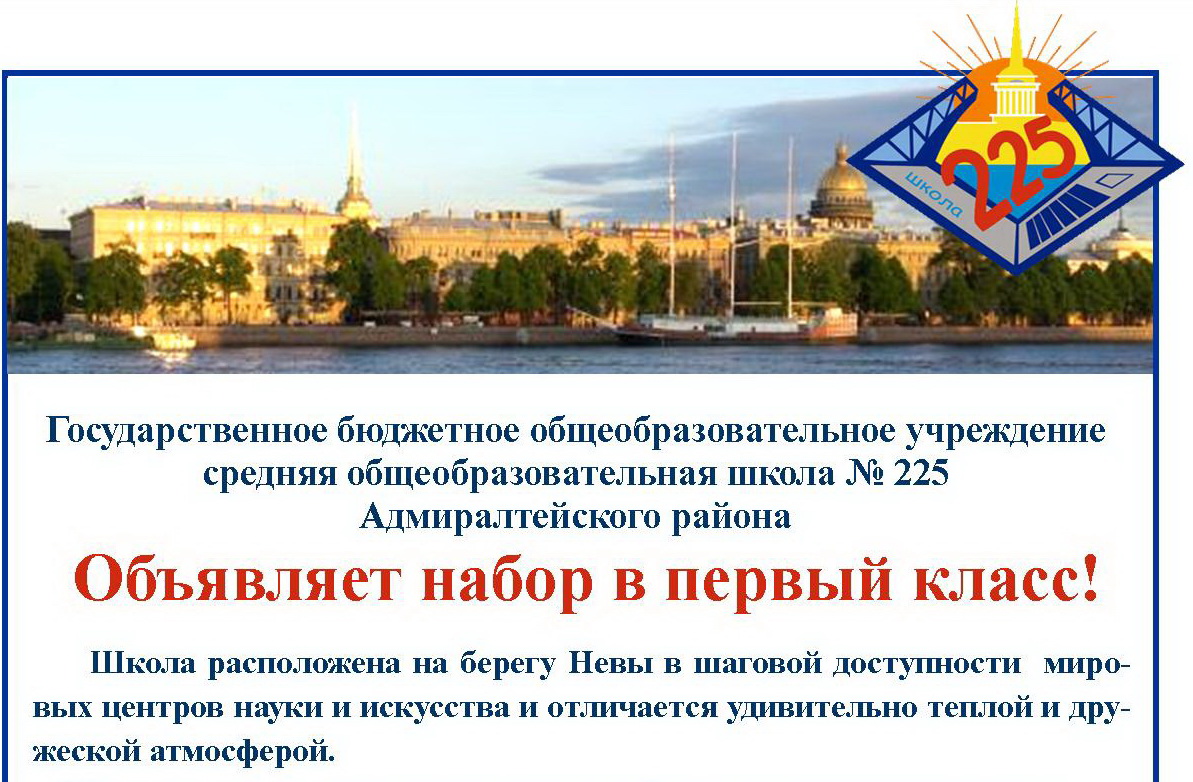 школа
225
Государственное бюджетное общеобразовательное учреждение
средняя общеобразовательная школа № 225
Адмиралтейского района
Объявляет набор в первый класс!
Школа расположена на берегу Невы в шаговой доступности миро-
вых центров науки и искусства и отличается удивительно теплой и дру-
жеской атмосферой.